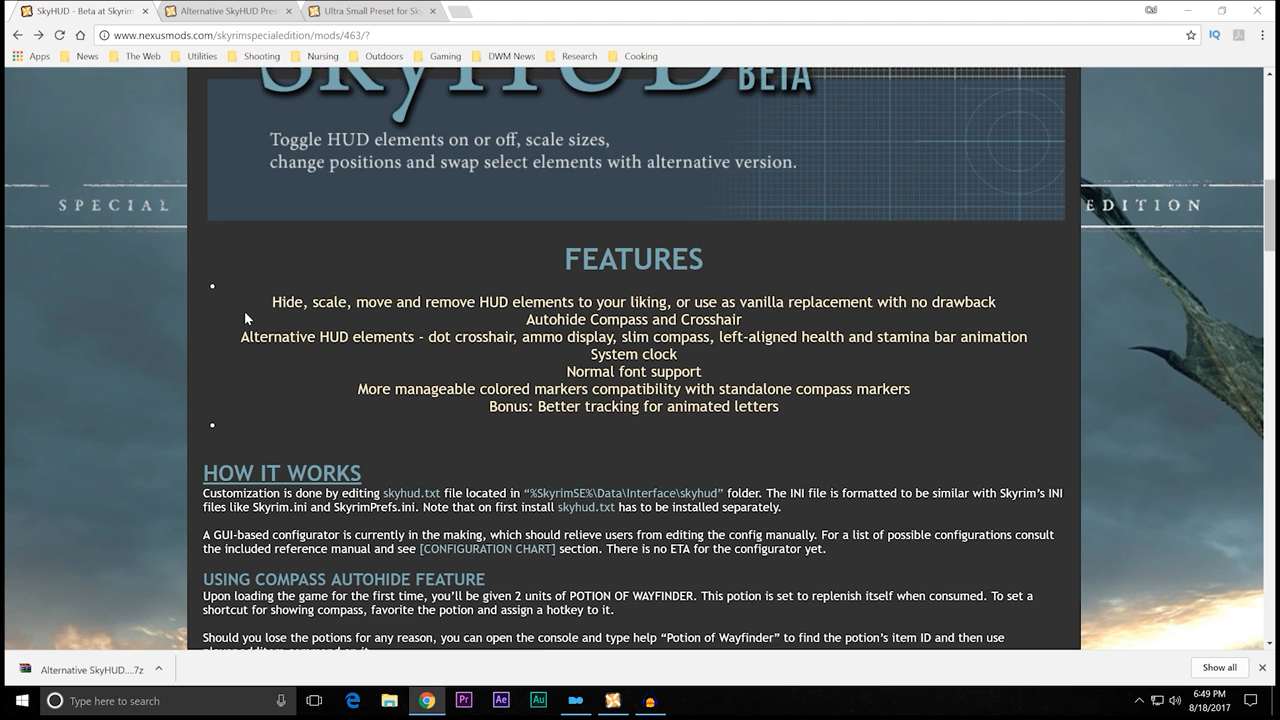 SkyHUD - Beta at Skyrim
Alternative SkyHUD Pres
Ultra Small Preset for Sk
www.nexusmods.com/skyrimspecialedition/mods/463/?
IQ
Apps News The Web Utilities Shooting Nursing Outdoors Gaming DWM News Research Cooking
SkyHUD BETA
Toggle HUD elements on or off, scale sizes,
change positions and swap select elements with alternative version.
SPECIAL EDITION
FEATURES
•
Hide, scale, move and remove HUD elements to your liking, or use as vanilla replacement with no drawback
Autohide Compass and Crosshair
Alternative HUD elements - dot crosshair, ammo display, slim compass, left-aligned health and stamina bar animation
System clock
Normal font support
More manageable colored markers compatibility with standalone compass markers
Bonus: Better tracking for animated letters
•
HOW IT WORKS
Customization is done by editing skyhud.txt file located in “%SkyrimSE%\Data\Interface\skyhud” folder. The INI file is formatted to be similar with Skyrim’s INI
files like Skyrim.ini and SkyrimPrefs.ini. Note that on first install skyhud.txt has to be installed separately.
A GUI-based configurator is currently in the making, which should relieve users from editing the config manually. For a list of possible configurations consult
the included reference manual and see [CONFIGURATION CHART] section. There is no ETA for the configurator yet.
USING COMPASS AUTOHIDE FEATURE
Upon loading the game for the first time, you’ll be given 2 units of POTION OF WAYFINDER. This potion is set to replenish itself when consumed. To set a
shortcut for showing compass, favorite the potion and assign a hotkey to it.
Should you lose the potions for any reason, you can open the console and type help “Potion of Wayfinder” to find the potion’s item ID and then use
Alternative SkyHUD....7z
Show all
Type here to search
Pr Ae Au
6:49 PM
8/18/2017